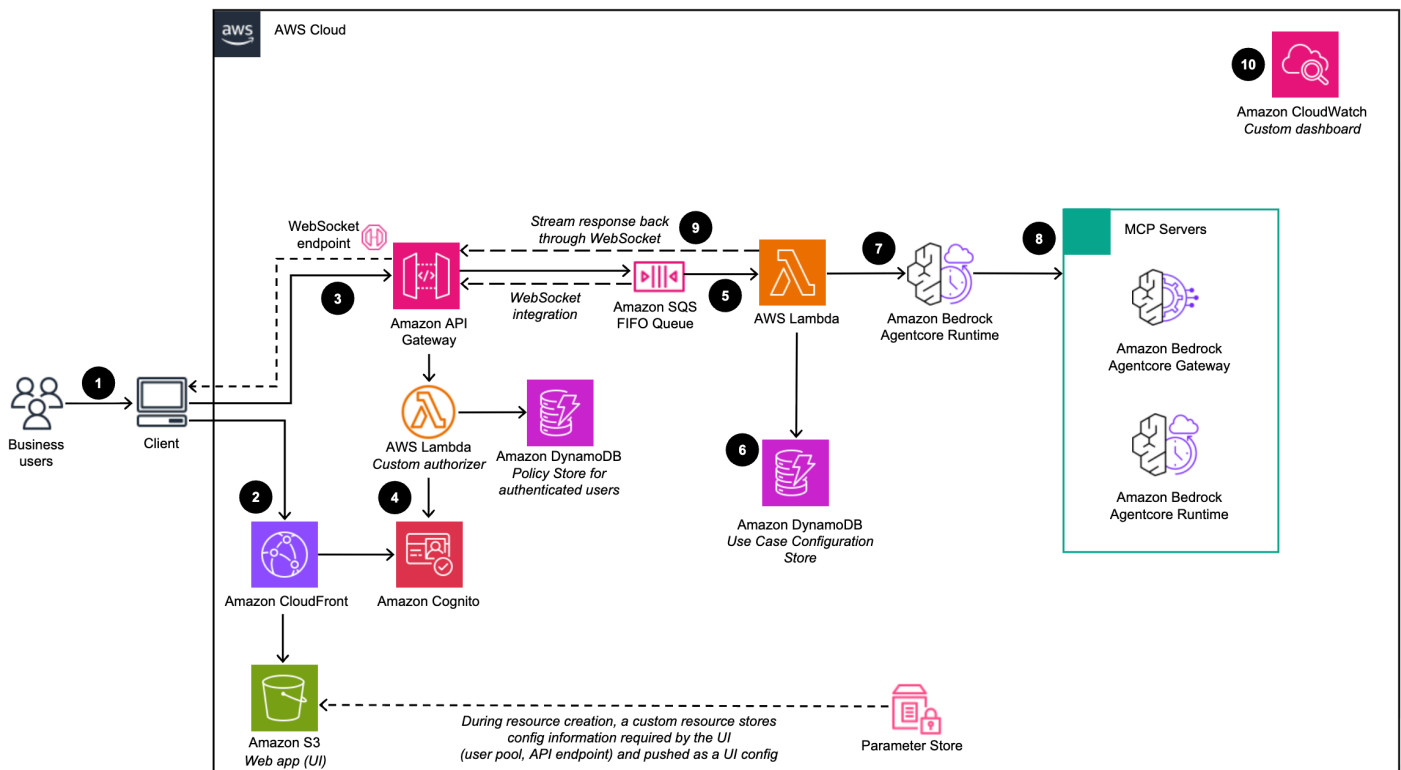 aws
AWS Cloud
10
Amazon CloudWatch
Custom dashboard
WebSocket
endpoint
Stream response back
through WebSocket
9
3
Amazon API
Gateway
WebSocket
integration
Amazon SQS
FIFO Queue
5
AWS Lambda
7
Amazon Bedrock
Agentcore Runtime
8
MCP Servers
Amazon Bedrock
Agentcore Gateway
Amazon Bedrock
Agentcore Runtime
1
Business
users
Client
AWS Lambda
Custom authorizer
Amazon DynamoDB
Policy Store for
authenticated users
6
Amazon DynamoDB
Use Case Configuration
Store
2
4
Amazon CloudFront
Amazon Cognito
Amazon S3
Web app (UI)
During resource creation, a custom resource stores
config information required by the UI
(user pool, API endpoint) and pushed as a UI config
Parameter Store